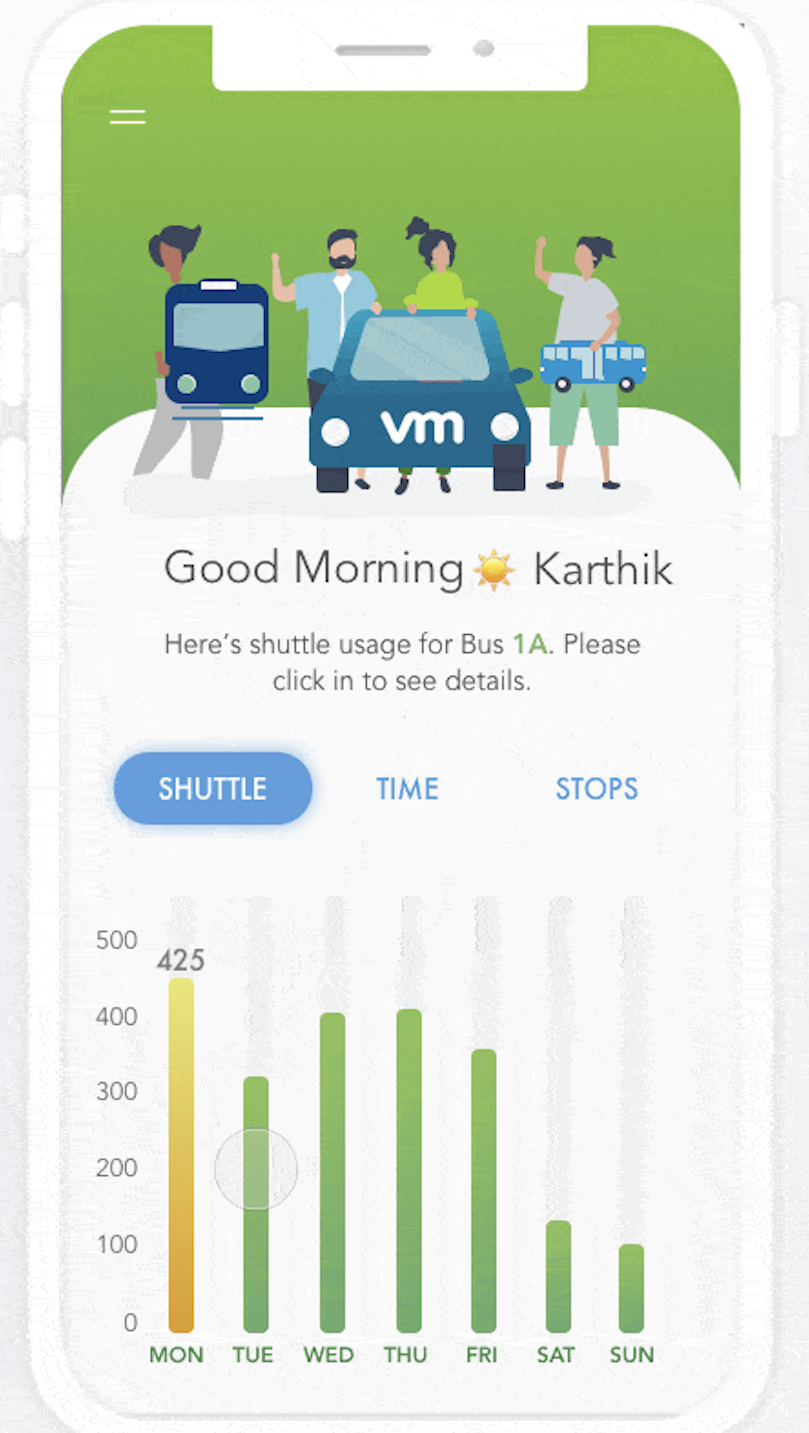 vm
Good Morning☀️ Karthik
Here's shuttle usage for Bus 1A. Please
click in to see details.
SHUTTLE TIME STOPS
500
425
400
300
200
100
0
MON TUE WED THU FRI SAT SUN